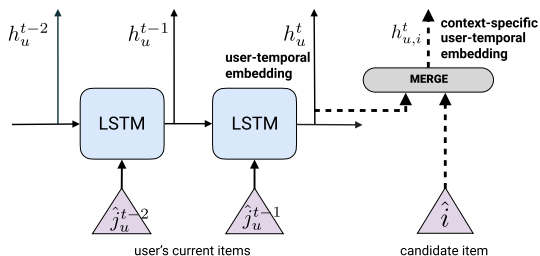 h_u^{t-2}
h_u^{t-1}
h_u^t
h_{u,i}^t
context-specific
user-temporal
embedding
user-temporal
embedding
MERGE
LSTM
LSTM
ĵ_u^{t-2}
ĵ_u^{t-1}
î
user's current items
candidate item